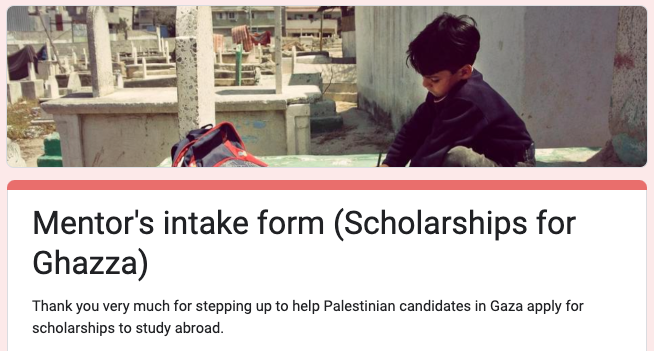 Mentor's intake form (Scholarships for
Ghazza)
Thank you very much for stepping up to help Palestinian candidates in Gaza apply for
scholarships to study abroad.